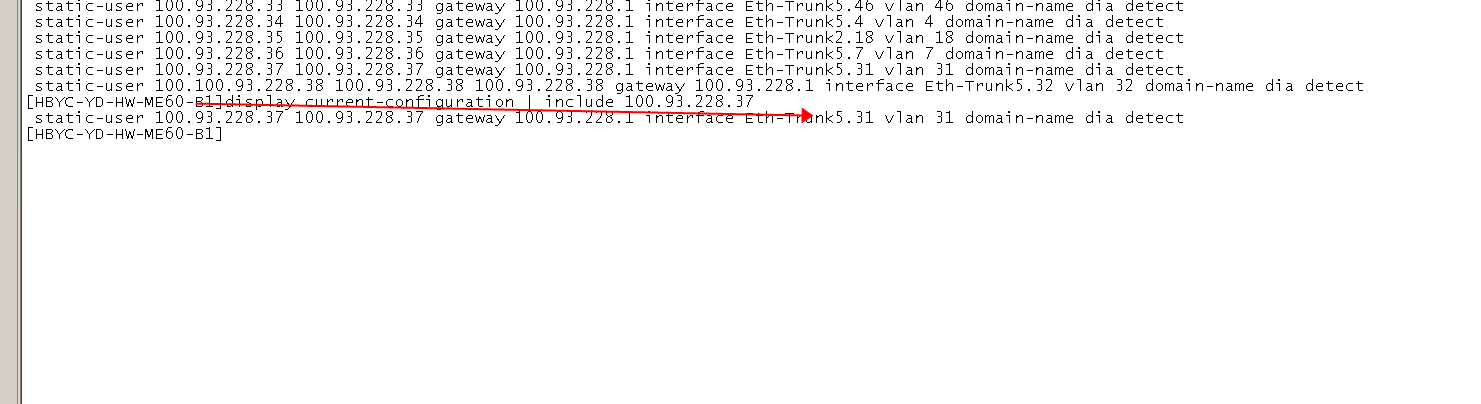 static-user 100.93.228.33 100.93.228.33 gateway 100.93.228.1 interface Eth-Trunk5.46 vlan 46 domain-name dia detect
static-user 100.93.228.34 100.93.228.34 gateway 100.93.228.1 interface Eth-Trunk5.4 vlan 4 domain-name dia detect
static-user 100.93.228.35 100.93.228.35 gateway 100.93.228.1 interface Eth-Trunk2.18 vlan 18 domain-name dia detect
static-user 100.93.228.36 100.93.228.36 gateway 100.93.228.1 interface Eth-Trunk5.7 vlan 7 domain-name dia detect
static-user 100.93.228.37 100.93.228.37 gateway 100.93.228.1 interface Eth-Trunk5.31 vlan 31 domain-name dia detect
static-user 100.100.93.228.38 100.93.228.38 100.93.228.38 gateway 100.93.228.1 interface Eth-Trunk5.32 vlan 32 domain-name dia detect
[HBYC-YD-HW-ME60-B1]display current-configuration | include 100.93.228.37
static-user 100.93.228.37 100.93.228.37 gateway 100.93.228.1 interface Eth-Trunk5.31 vlan 31 domain-name dia detect
[HBYC-YD-HW-ME60-B1]